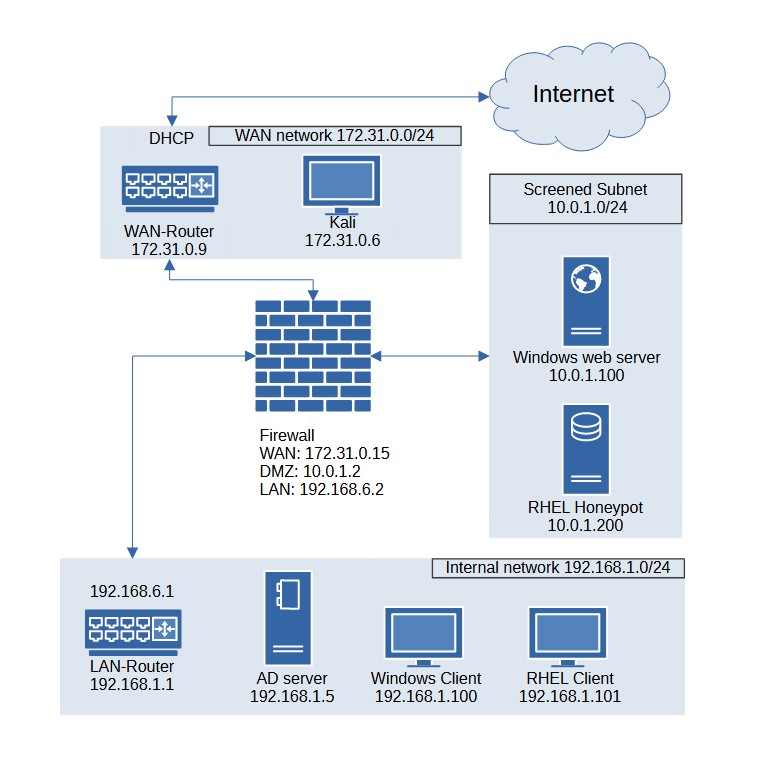 Internet
DHCP
WAN network 172.31.0.0/24
WAN-Router
172.31.0.9
Kali
172.31.0.6
Screened Subnet
10.0.1.0/24
Windows web server
10.0.1.100
RHEL Honeypot
10.0.1.200
Firewall
WAN: 172.31.0.15
DMZ: 10.0.1.2
LAN: 192.168.6.2
Internal network 192.168.1.0/24
192.168.6.1
LAN-Router
192.168.1.1
AD server
192.168.1.5
Windows Client
192.168.1.100
RHEL Client
192.168.1.101